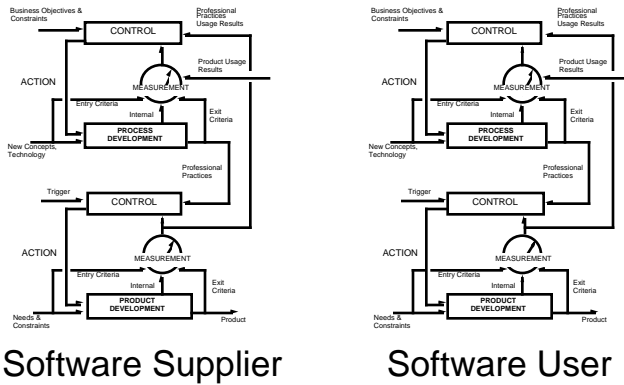 Business Objectives &
Constraints
Professional
Practices
Usage Results
CONTROL
Product Usage
Results
ACTION
MEASUREMENT
Entry Criteria
Internal
Exit
Criteria
PROCESS
DEVELOPMENT
New Concepts,
Technology
Professional
Practices
Trigger
CONTROL
ACTION
MEASUREMENT
Entry Criteria
Internal
Exit
Criteria
PRODUCT
DEVELOPMENT
Needs &
Constraints
Product
Software Supplier
Business Objectives &
Constraints
Professional
Practices
Usage Results
CONTROL
Product Usage
Results
ACTION
MEASUREMENT
Entry Criteria
Internal
Exit
Criteria
PROCESS
DEVELOPMENT
New Concepts,
Technology
Professional
Practices
Trigger
CONTROL
ACTION
MEASUREMENT
Entry Criteria
Internal
Exit
Criteria
PRODUCT
DEVELOPMENT
Needs &
Constraints
Product
Software User